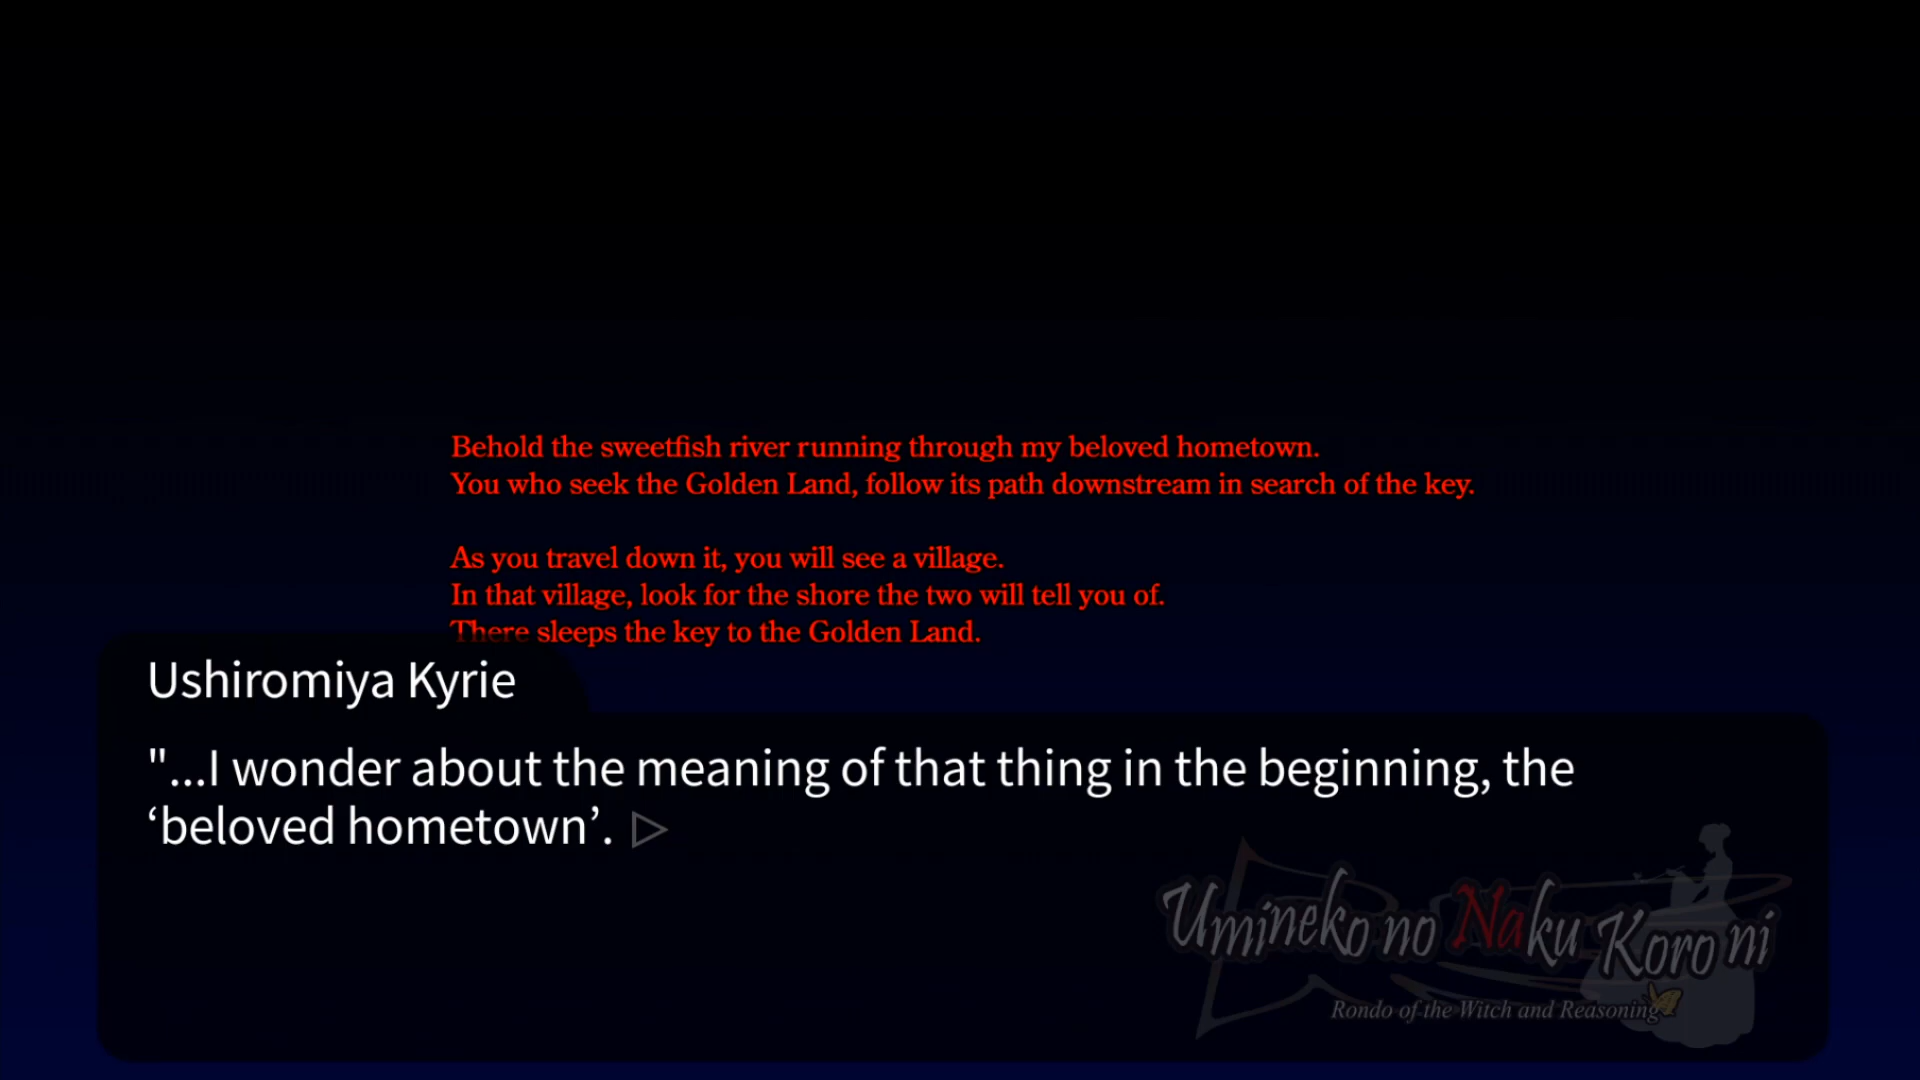 Behold the sweetfish river running through my beloved hometown.
You who seek the Golden Land, follow its path downstream in search of the key.
As you travel down it, you will see a village.
In that village, look for the shore the two will tell you of.
There sleeps the key to the Golden Land.
Ushiromiya Kyrie
"...I wonder about the meaning of that thing in the beginning, the
‘beloved hometown’.
Umineko no Naku Koro ni
Rondo of the Witch and Reasoning